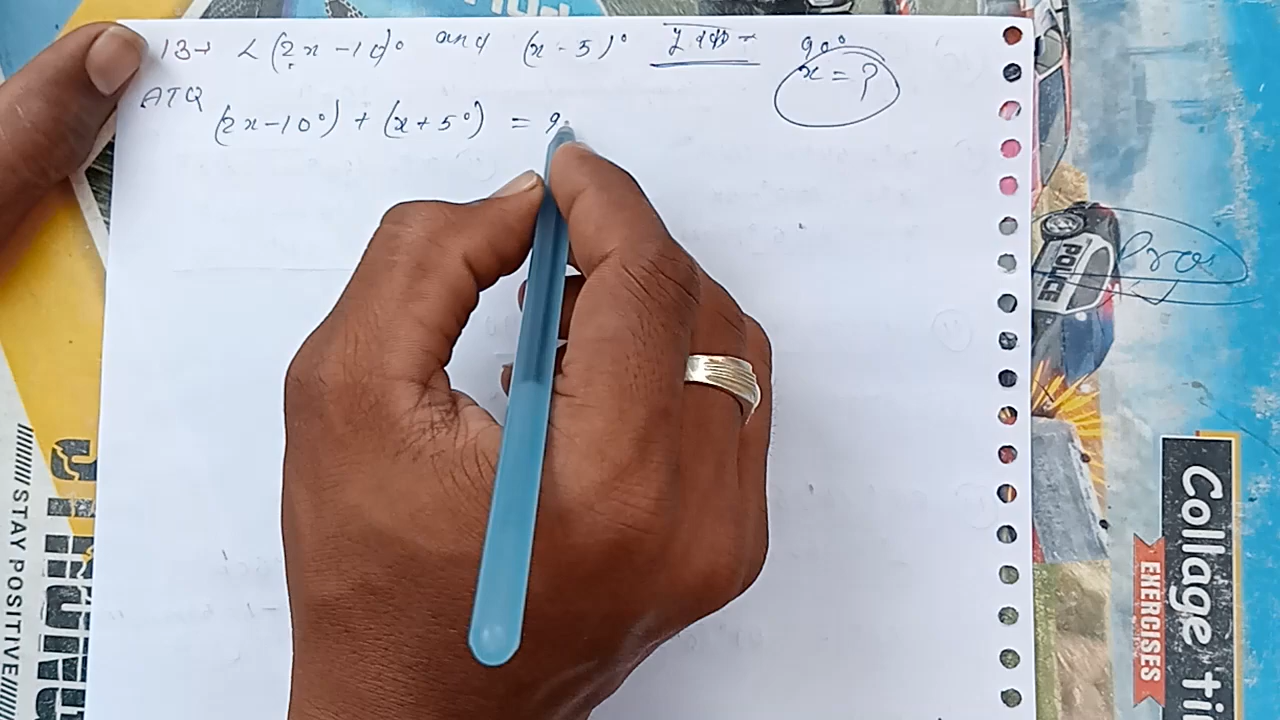 13→ ∠(2x-10)° and (x-5)° 90°
x = ?
ATQ
(2x-10°) + (x+5°) = 9
POLICE
STAY POSITIVE
Collage ti
EXERCISES